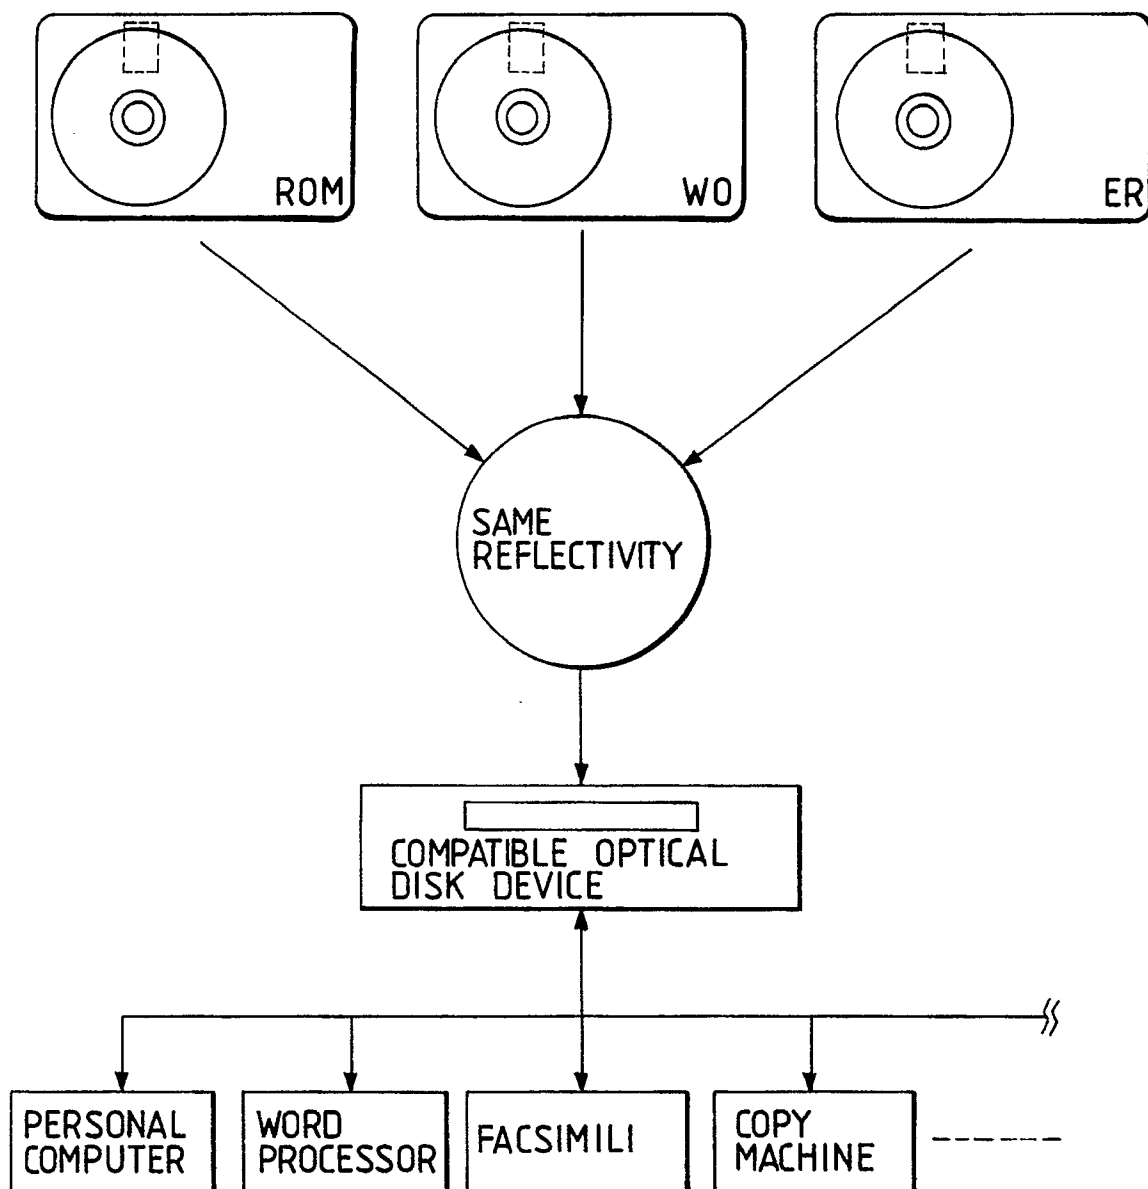 ROM
WO
ER
SAME
REFLECTIVITY
COMPATIBLE OPTICAL
DISK DEVICE
PERSONAL
COMPUTER
WORD
PROCESSOR
FACSIMILI
COPY
MACHINE